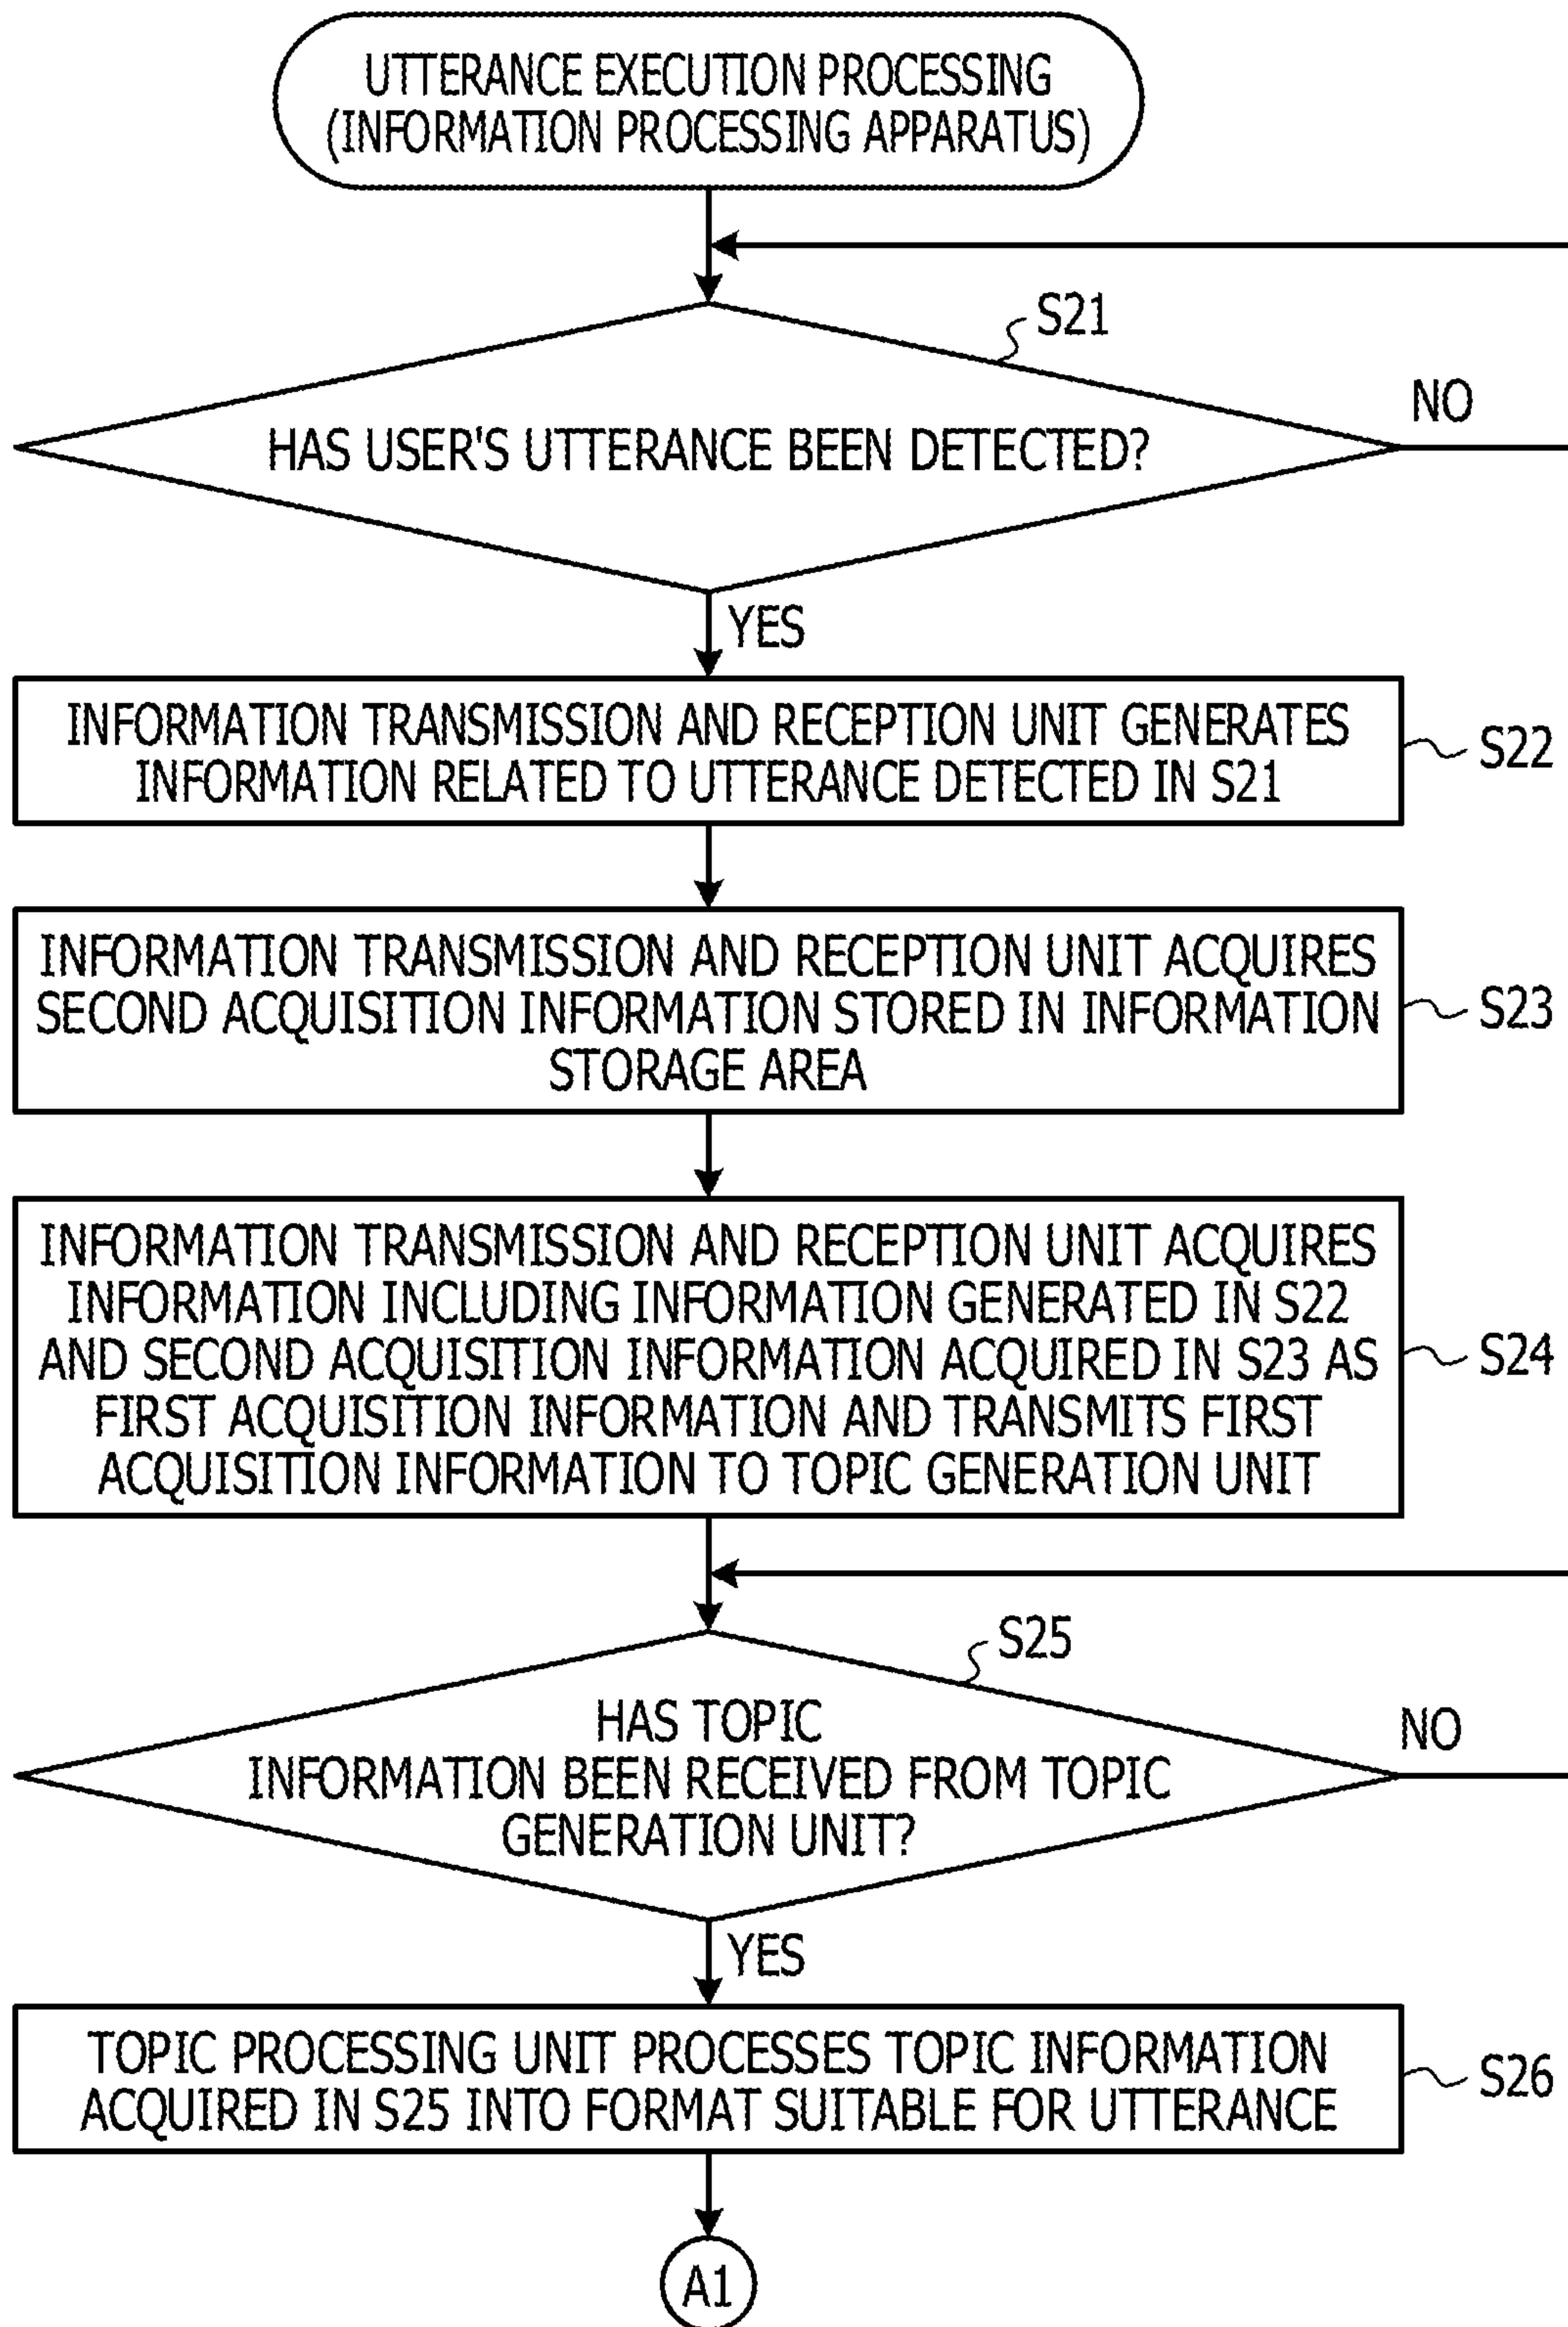 UTTERANCE EXECUTION PROCESSING
(INFORMATION PROCESSING APPARATUS)
S21
NO
HAS USER'S UTTERANCE BEEN DETECTED?
YES
INFORMATION TRANSMISSION AND RECEPTION UNIT GENERATES
INFORMATION RELATED TO UTTERANCE DETECTED IN S21
S22
INFORMATION TRANSMISSION AND RECEPTION UNIT ACQUIRES
SECOND ACQUISITION INFORMATION STORED IN INFORMATION
STORAGE AREA
S23
INFORMATION TRANSMISSION AND RECEPTION UNIT ACQUIRES
INFORMATION INCLUDING INFORMATION GENERATED IN S22
AND SECOND ACQUISITION INFORMATION ACQUIRED IN S23 AS
FIRST ACQUISITION INFORMATION AND TRANSMITS FIRST
ACQUISITION INFORMATION TO TOPIC GENERATION UNIT
S24
S25
NO
HAS TOPIC
INFORMATION BEEN RECEIVED FROM TOPIC
GENERATION UNIT?
YES
TOPIC PROCESSING UNIT PROCESSES TOPIC INFORMATION
ACQUIRED IN S25 INTO FORMAT SUITABLE FOR UTTERANCE
S26
A1